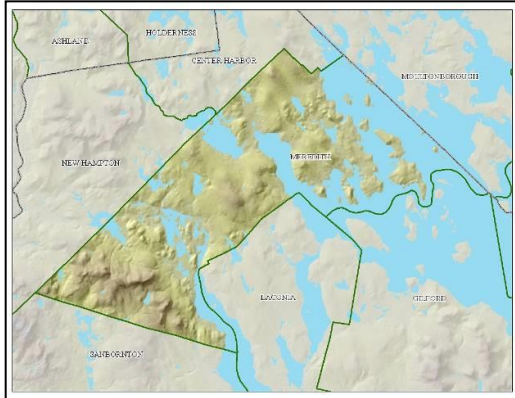 HOLDERNESS
ASHLAND
CENTER HARBOR
MOULTONBOROUGH
MEREDITH
NEW HAMPTON
LACONIA
GILFORD
SANBORNTON